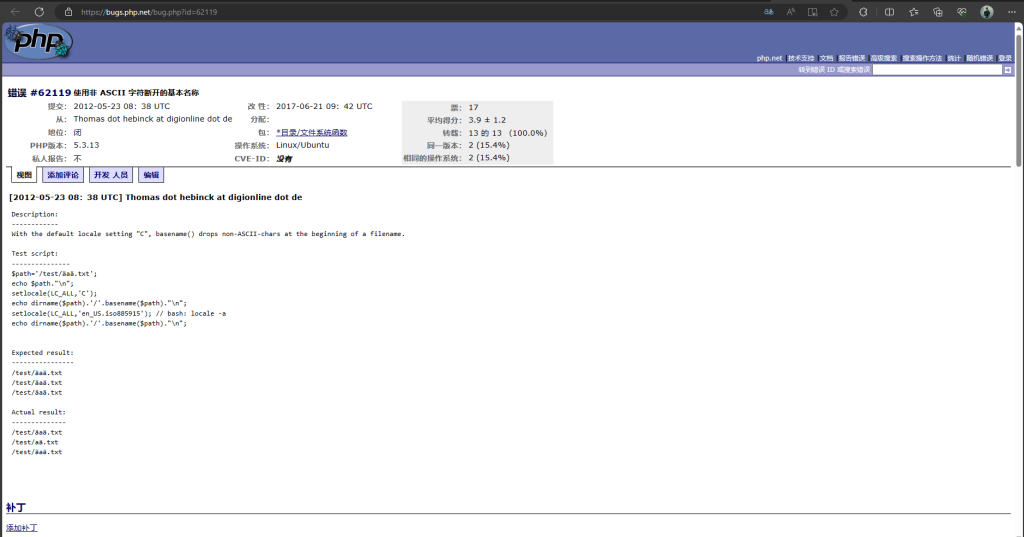 https://bugs.php.net/bug.php?id=62119
php
php.net | 技术支持 | 文档 | 报告错误 | 高级搜索 | 搜索操作方法 | 统计 | 随机错误 | 登录
转到错误 ID 或搜索错误
错误 #62119 使用非 ASCII 字符断开的基本名称
提交: 2012-05-23 08：38 UTC 改 性: 2017-06-21 09：42 UTC 票: 17
从: Thomas dot hebinck at digionline dot de 分配: 平均得分: 3.9 ± 1.2
地位: 闭 包: *目录/文件系统函数 转载: 13 的 13 （100.0%）
PHP版本: 5.3.13 操作系统: Linux/Ubuntu 同一版本: 2 (15.4%)
私人报告: 不 CVE-ID: 没有 相同的操作系统: 2 (15.4%)
视图 添加评论 开发 人员 编辑
[2012-05-23 08：38 UTC] Thomas dot hebinck at digionline dot de
Description:
------------
With the default locale setting "C", basename() drops non-ASCII-chars at the beginning of a filename.
Test script:
---------------
$path='/test/äaä.txt';
echo $path."\n";
setlocale(LC_ALL,'C');
echo dirname($path).'/'.basename($path)."\n";
setlocale(LC_ALL,'en_US.iso885915'); // bash: locale -a
echo dirname($path).'/'.basename($path)."\n";
Expected result:
----------------
/test/äaä.txt
/test/äaä.txt
/test/äaä.txt
Actual result:
--------------
/test/äaä.txt
/test/aä.txt
/test/äaä.txt
补丁
添加补丁